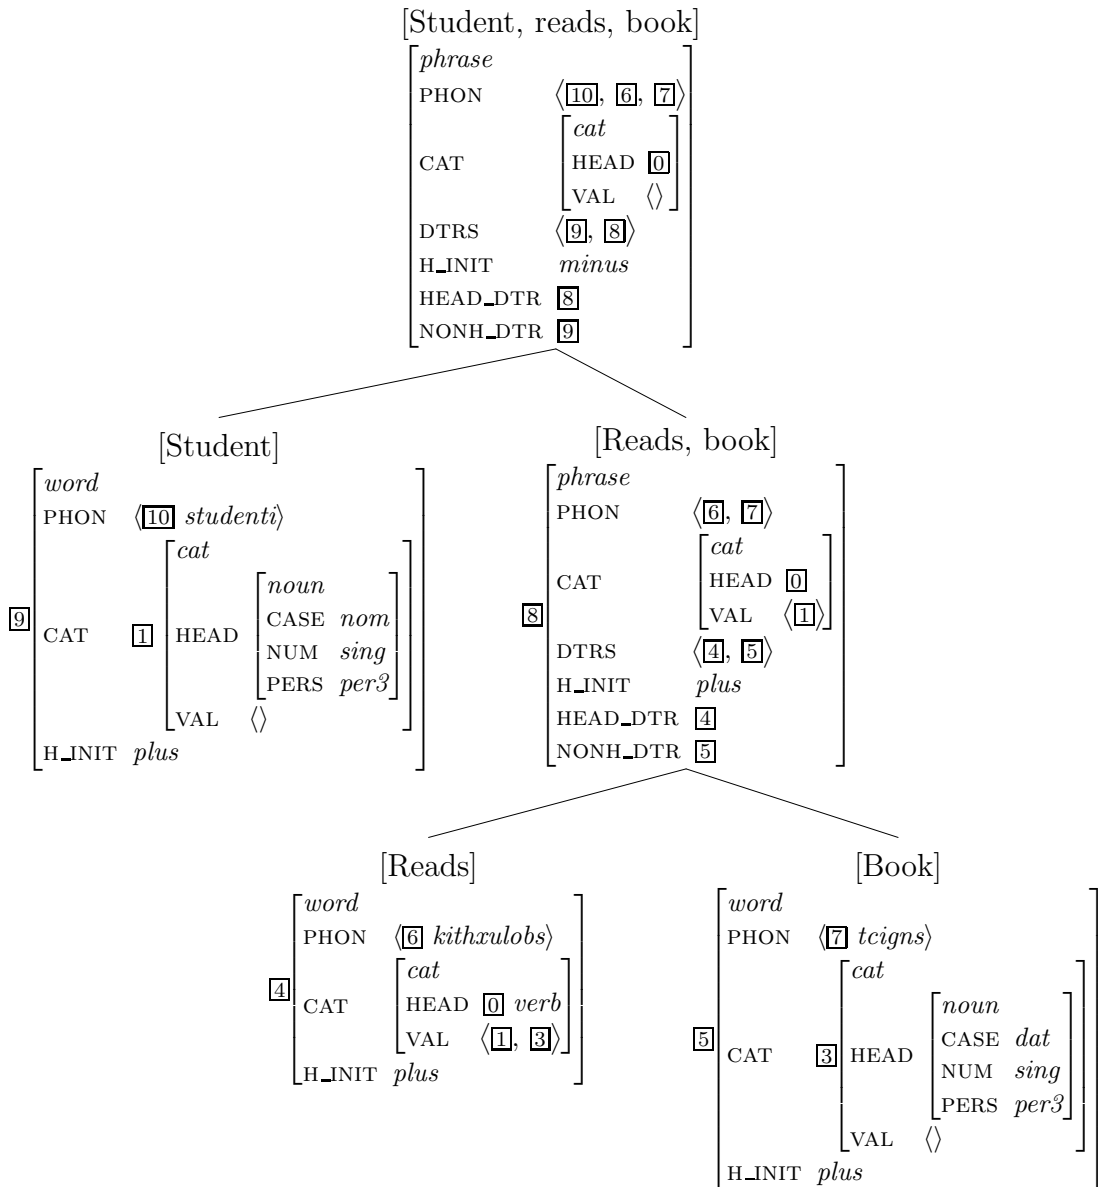 [Student, reads, book]
phrase
PHON ⟨10, 6, 7⟩
cat
CAT HEAD 0
VAL ⟨⟩
DTRS ⟨9, 8⟩
H_INIT minus
HEAD_DTR 8
NONH_DTR 9
[Student]
word
PHON ⟨10 studenti⟩
cat
noun
CASE nom
9 CAT 1 HEAD
NUM sing
PERS per3
VAL ⟨⟩
H_INIT plus
[Reads, book]
phrase
PHON ⟨6, 7⟩
cat
CAT HEAD 0
8
VAL ⟨1⟩
DTRS ⟨4, 5⟩
H_INIT plus
HEAD_DTR 4
NONH_DTR 5
[Reads]
word
PHON ⟨6 kithxulobs⟩
cat
4 CAT HEAD 0 verb
VAL ⟨1, 3⟩
H_INIT plus
[Book]
word
PHON ⟨7 tcigns⟩
cat
noun
CASE dat
5 CAT 3 HEAD
NUM sing
PERS per3
VAL ⟨⟩
H_INIT plus